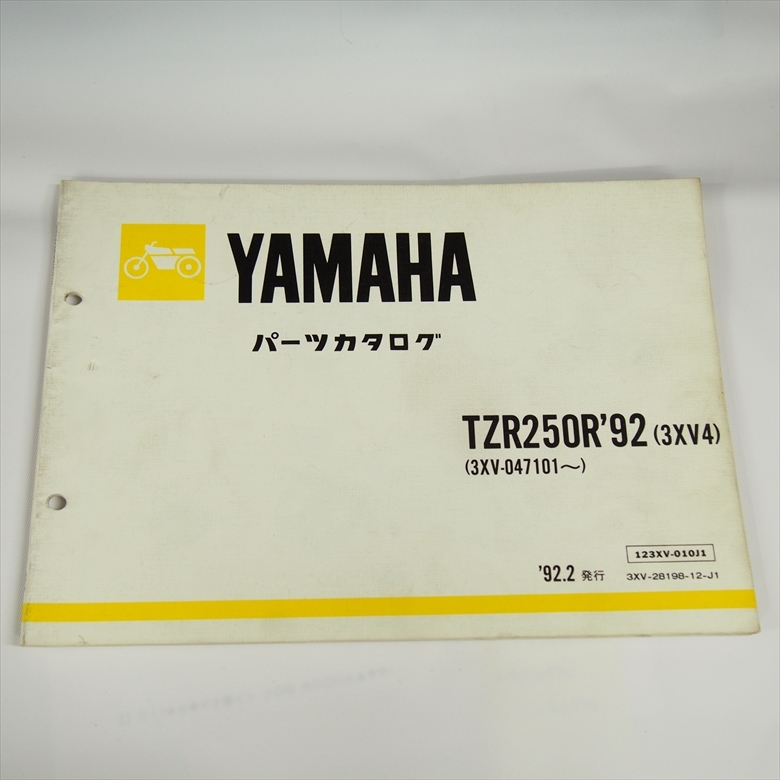 YAMAHA
パーツカタログ
TZR250R'92 (3XV4)
(3XV-047101～)
123XV-010J1
'92.2 発行
3XV-28198-12-J1